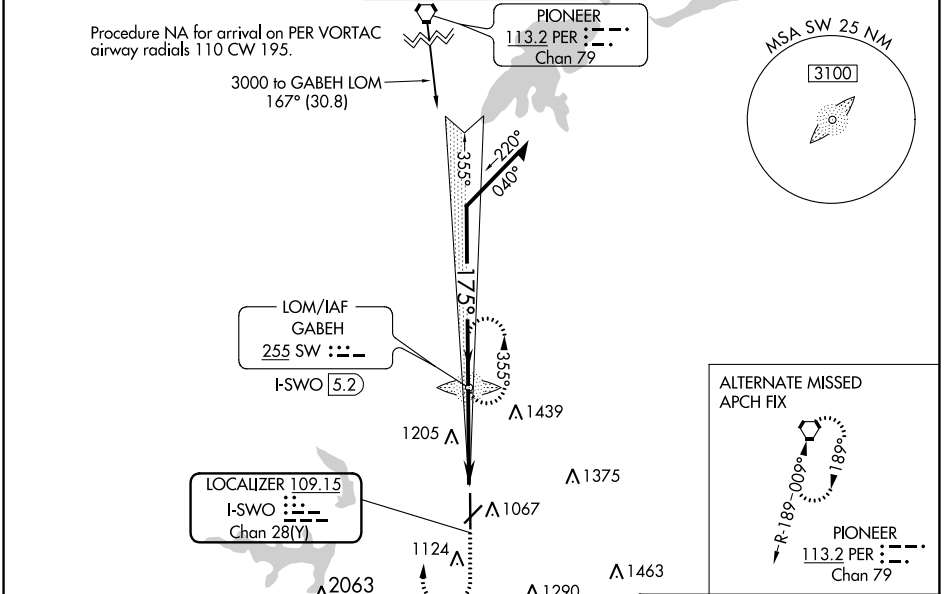 Procedure NA for arrival on PER VORTAC
airway radials 110 CW 195.
PIONEER
113.2 PER
Chan 79
MSA SW 25 NM
3100
3000 to GABEH LOM
167° (30.8)
355°
220°
040°
175°
LOM/IAF
GABEH
255 SW
I-SWO 5.2
355°
1439
1205
1375
LOCALIZER 109.15
I-SWO
Chan 28(Y)
1067
1124
1463
2063
1290
ALTERNATE MISSED
APCH FIX
R-189
009°
189°
PIONEER
113.2 PER
Chan 79